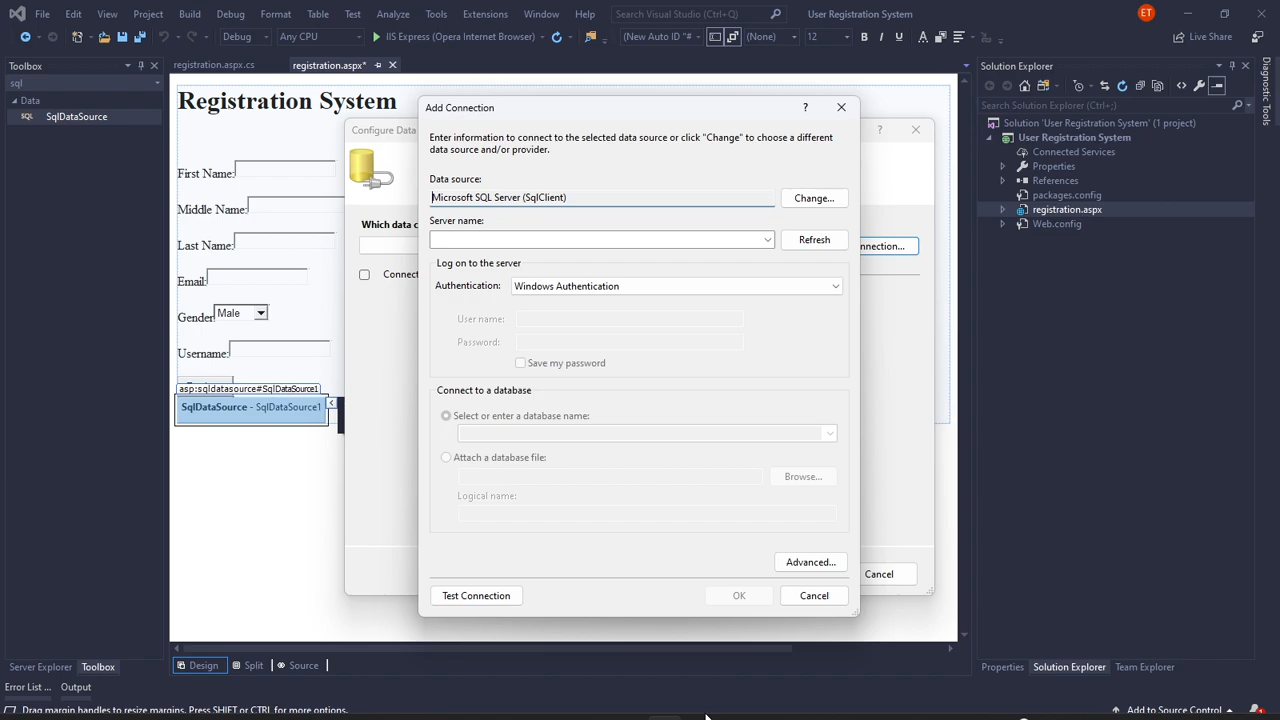 File Edit View Project Build Debug Format Table Test Analyze Tools Extensions Window Help Search Visual Studio (Ctrl+Q) User Registration System ET
Debug Any CPU IIS Express (Opera Internet Browser) (New Auto ID "# (None) 12 B I U A Live Share
Toolbox
sql
Data
SQL SqlDataSource
registration.aspx.cs registration.aspx*
Registration System
First Name:
Middle Name:
Last Name:
Email:
Gender Male
Username:
asp:sqldatasource#SqlDataSource1
SqlDataSource - SqlDataSource1
Configure Data
Which data c
Connect
nnection...
Cancel
Add Connection
Enter information to connect to the selected data source or click "Change" to choose a different
data source and/or provider.
Data source:
Microsoft SQL Server (SqlClient) Change...
Server name:
Refresh
Log on to the server
Authentication: Windows Authentication
User name:
Password:
Save my password
Connect to a database
Select or enter a database name:
Attach a database file:
Browse...
Logical name:
Advanced...
Test Connection OK Cancel
Solution Explorer
Search Solution Explorer (Ctrl+;)
Solution 'User Registration System' (1 project)
User Registration System
Connected Services
Properties
References
packages.config
registration.aspx
Web.config
Diagnostic Tools
Server Explorer Toolbox
Design Split Source
Properties Solution Explorer Team Explorer
Error List ... Output
Drag margin handles to resize margins. Press SHIFT or CTRL for more options. Add to Source Control